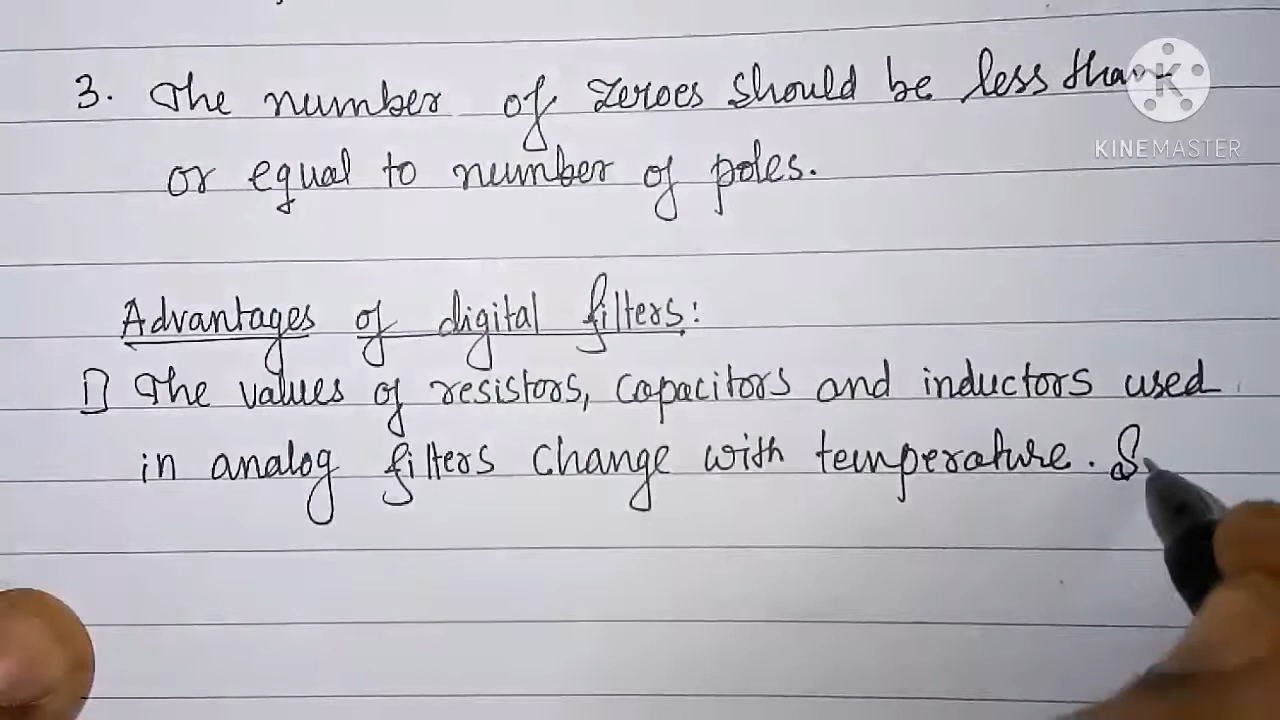 3. The number of zeroes should be less than
KINEMASTER
or equal to number of poles.
Advantages of digital filters:
1] The values of resistors, capacitors and inductors used
in analog filters change with temperature. S